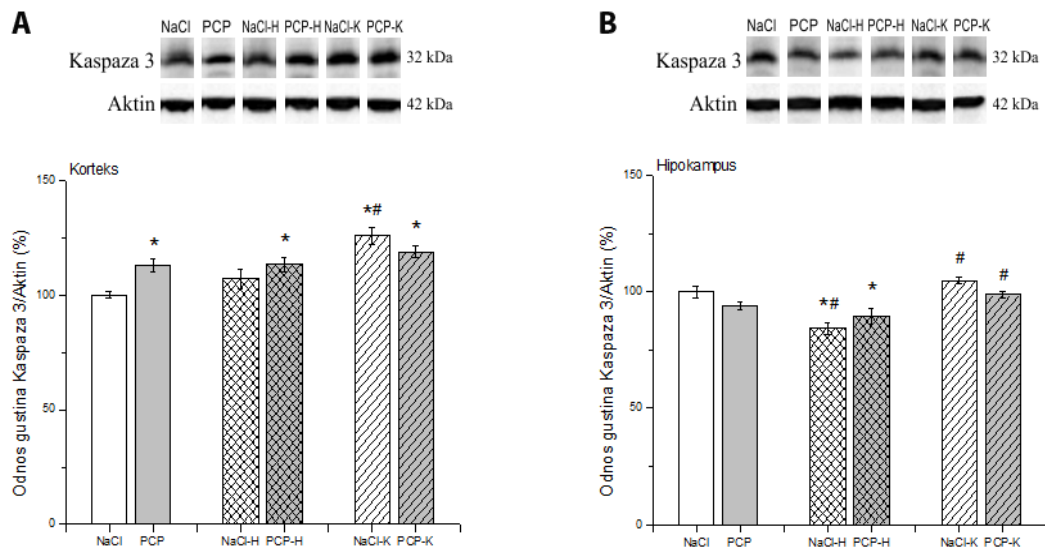 A
NaCl PCP NaCl-H PCP-H NaCl-K PCP-K
Kaspaza 3 32 kDa
Aktin 42 kDa
Korteks
Odnos gustina Kaspaza 3/Aktin (%)
150
100
50
0
* * *# *
NaCl PCP NaCl-H PCP-H NaCl-K PCP-K
B
NaCl PCP NaCl-H PCP-H NaCl-K PCP-K
Kaspaza 3 32 kDa
Aktin 42 kDa
Hipokampus
Odnos gustina Kaspaza 3/Aktin (%)
150
100
50
0
*# * # #
NaCl PCP NaCl-H PCP-H NaCl-K PCP-K